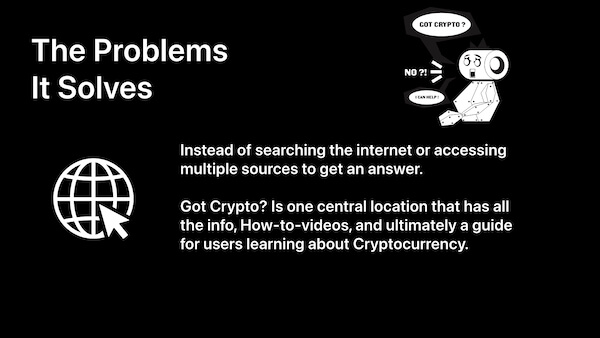 The Problems
It Solves
GOT CRYPTO ?
NO ?!
I CAN HELP !
Instead of searching the internet or accessing
multiple sources to get an answer.
Got Crypto? Is one central location that has all
the info, How-to-videos, and ultimately a guide
for users learning about Cryptocurrency.